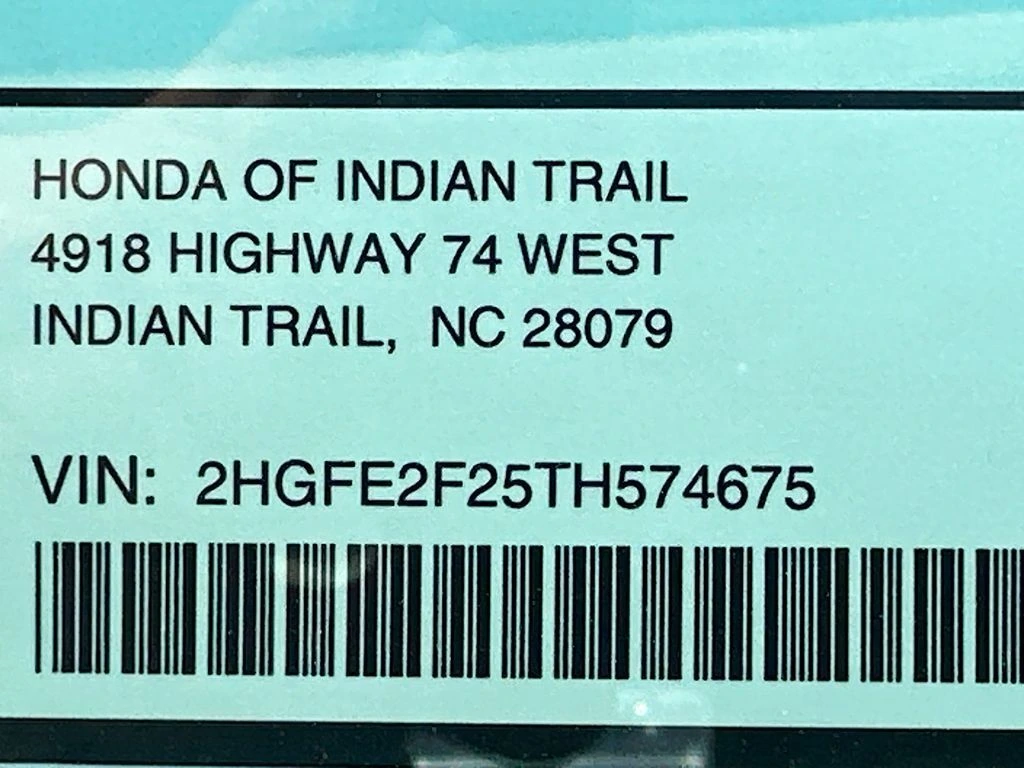 HONDA OF INDIAN TRAIL
4918 HIGHWAY 74 WEST
INDIAN TRAIL, NC 28079
VIN: 2HGFE2F25TH574675